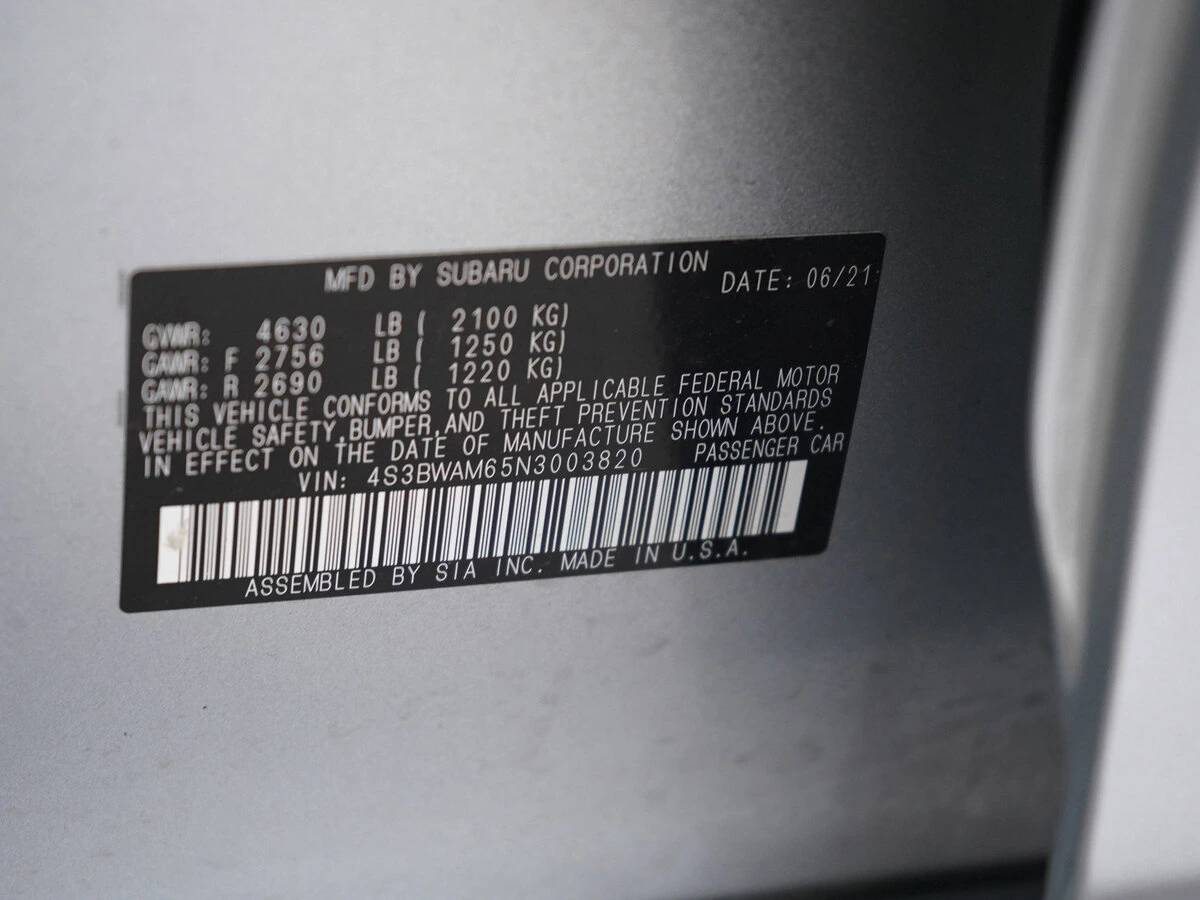 MFD BY SUBARU CORPORATION DATE: 06/21
GVWR: 4630 LB ( 2100 KG)
GAWR: F 2756 LB ( 1250 KG)
GAWR: R 2690 LB ( 1220 KG)
THIS VEHICLE CONFORMS TO ALL APPLICABLE FEDERAL MOTOR
VEHICLE SAFETY,BUMPER,AND THEFT PREVENTION STANDARDS
IN EFFECT ON THE DATE OF MANUFACTURE SHOWN ABOVE.
VIN: 4S3BWAM65N3003820 PASSENGER CAR
ASSEMBLED BY SIA INC. MADE IN U.S.A.